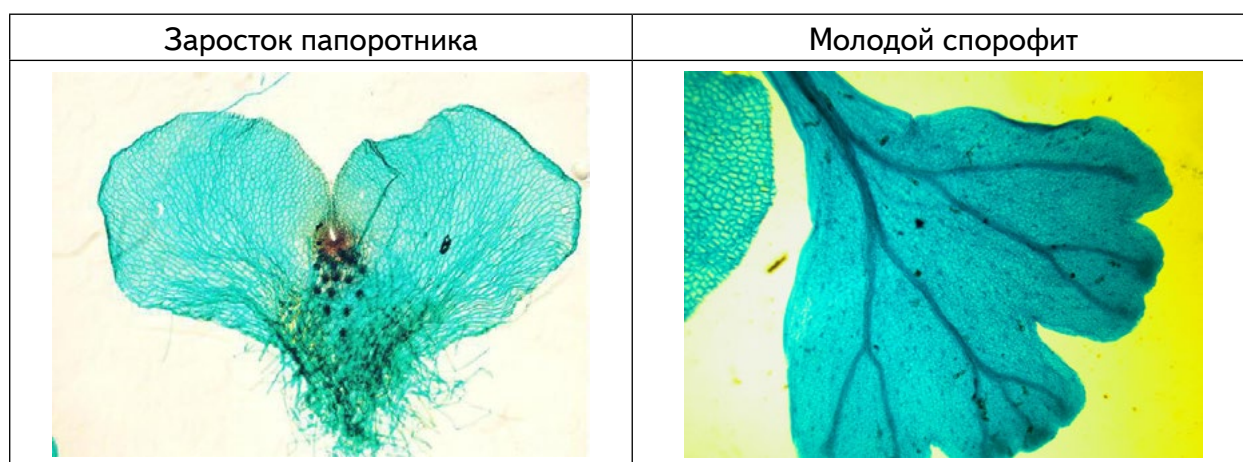 Заросток папоротника
Молодой спорофит